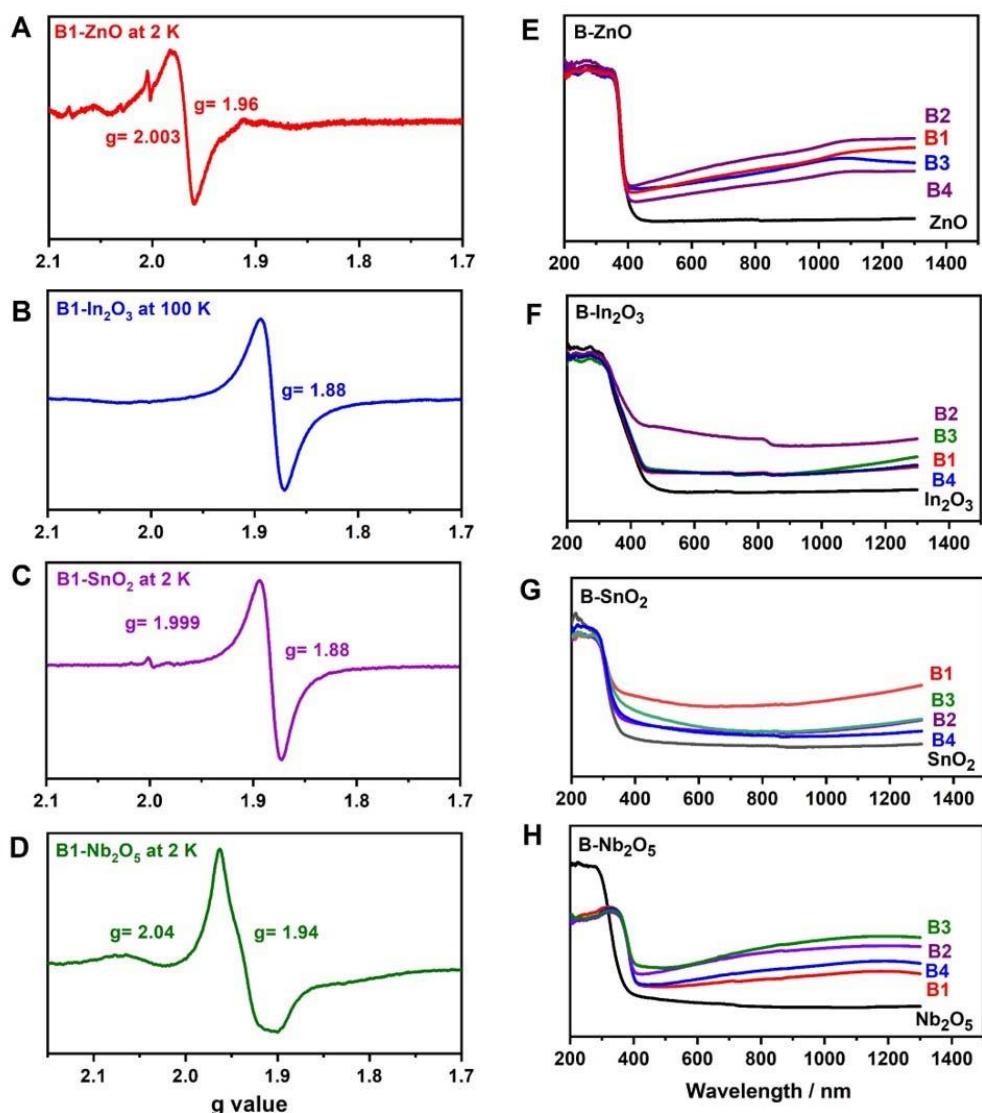 A
B1-ZnO at 2 K
g= 1.96
g= 2.003
2.1 2.0 1.9 1.8 1.7
B
B1-In₂O₃ at 100 K
g= 1.88
2.1 2.0 1.9 1.8 1.7
C
B1-SnO₂ at 2 K
g= 1.999
g= 1.88
2.1 2.0 1.9 1.8 1.7
D
B1-Nb₂O₅ at 2 K
g= 2.04
g= 1.94
2.1 2.0 1.9 1.8 1.7
g value
E
B-ZnO
B2
B1
B3
B4
ZnO
200 400 600 800 1000 1200 1400
F
B-In₂O₃
B2
B3
B1
B4
In₂O₃
200 400 600 800 1000 1200 1400
G
B-SnO₂
B1
B3
B2
B4
SnO₂
200 400 600 800 1000 1200 1400
H
B-Nb₂O₅
B3
B2
B4
B1
Nb₂O₅
200 400 600 800 1000 1200 1400
Wavelength / nm